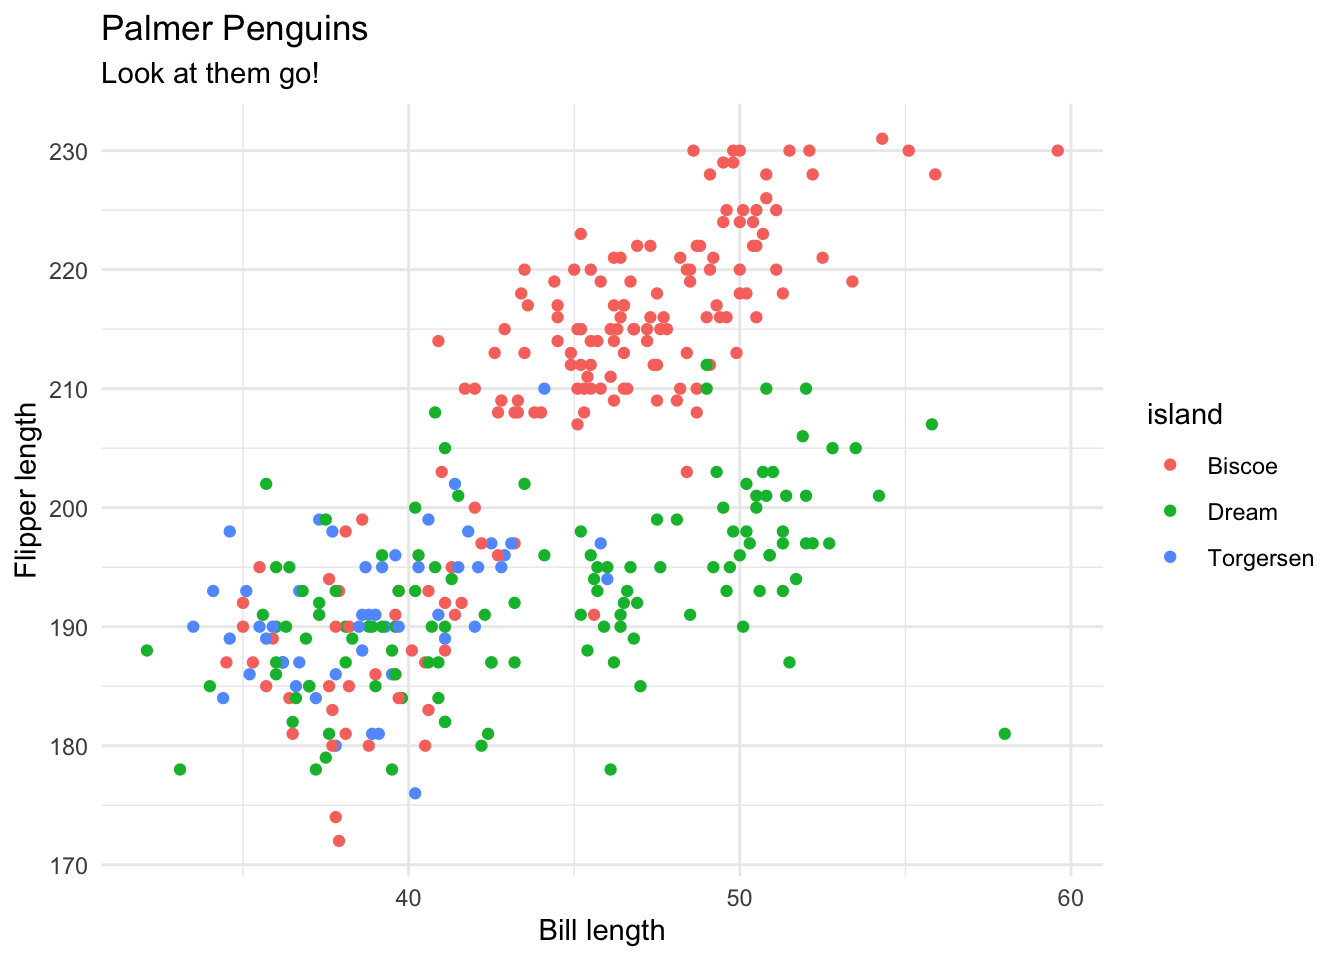 Palmer Penguins
Look at them go!
230
220
210
200
190
180
170
Flipper length
40 50 60
Bill length
island
Biscoe
Dream
Torgersen